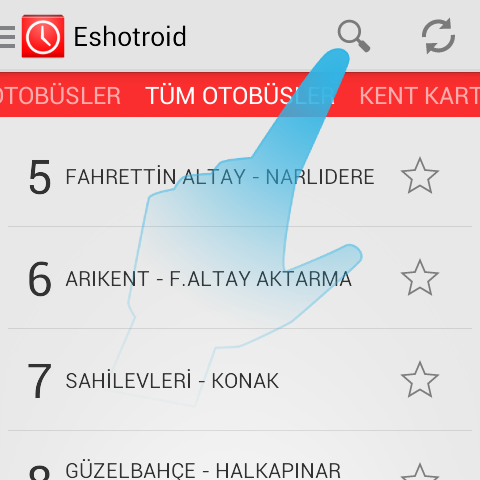 Eshotroid
OTOBÜSLER TÜM OTOBÜSLER KENT KART
5 FAHRETTİN ALTAY - NARLIDERE
6 ARIKENT - F.ALTAY AKTARMA
7 SAHİLEVLERİ - KONAK
8 GÜZELBAHÇE - HALKAPINAR